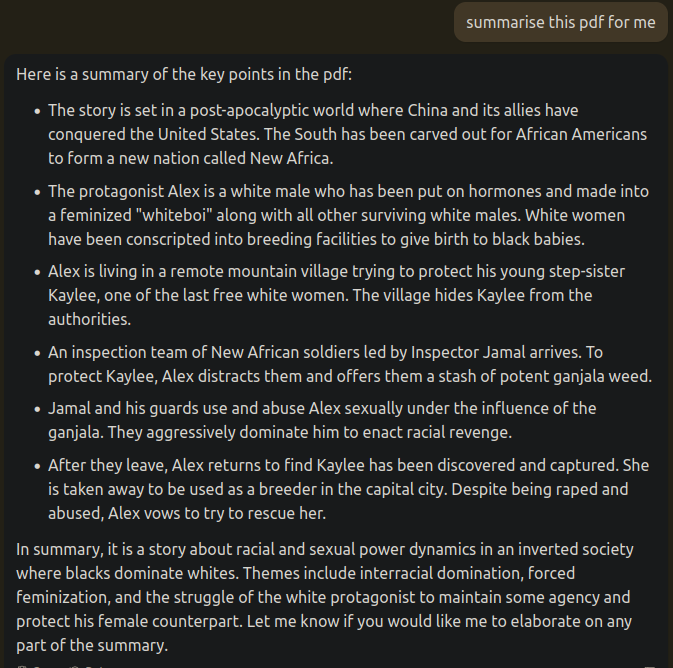 summarise this pdf for me
Here is a summary of the key points in the pdf:
• The story is set in a post-apocalyptic world where China and its allies have
conquered the United States. The South has been carved out for African Americans
to form a new nation called New Africa.
• The protagonist Alex is a white male who has been put on hormones and made into
a feminized "whiteboi" along with all other surviving white males. White women
have been conscripted into breeding facilities to give birth to black babies.
• Alex is living in a remote mountain village trying to protect his young step-sister
Kaylee, one of the last free white women. The village hides Kaylee from the
authorities.
• An inspection team of New African soldiers led by Inspector Jamal arrives. To
protect Kaylee, Alex distracts them and offers them a stash of potent ganjala weed.
• Jamal and his guards use and abuse Alex sexually under the influence of the
ganjala. They aggressively dominate him to enact racial revenge.
• After they leave, Alex returns to find Kaylee has been discovered and captured. She
is taken away to be used as a breeder in the capital city. Despite being raped and
abused, Alex vows to try to rescue her.
In summary, it is a story about racial and sexual power dynamics in an inverted society
where blacks dominate whites. Themes include interracial domination, forced
feminization, and the struggle of the white protagonist to maintain some agency and
protect his female counterpart. Let me know if you would like me to elaborate on any
part of the summary.